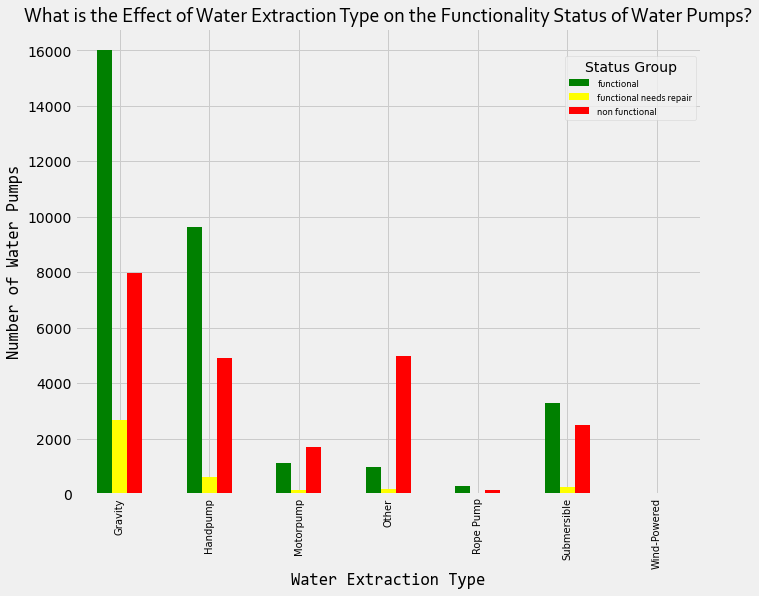 What is the Effect of Water Extraction Type on the Functionality Status of Water Pumps?
Status Group
functional
functional needs repair
non functional
Number of Water Pumps
16000
14000
12000
10000
8000
6000
4000
2000
0
Gravity
Handpump
Motorpump
Other
Rope Pump
Submersible
Wind-Powered
Water Extraction Type